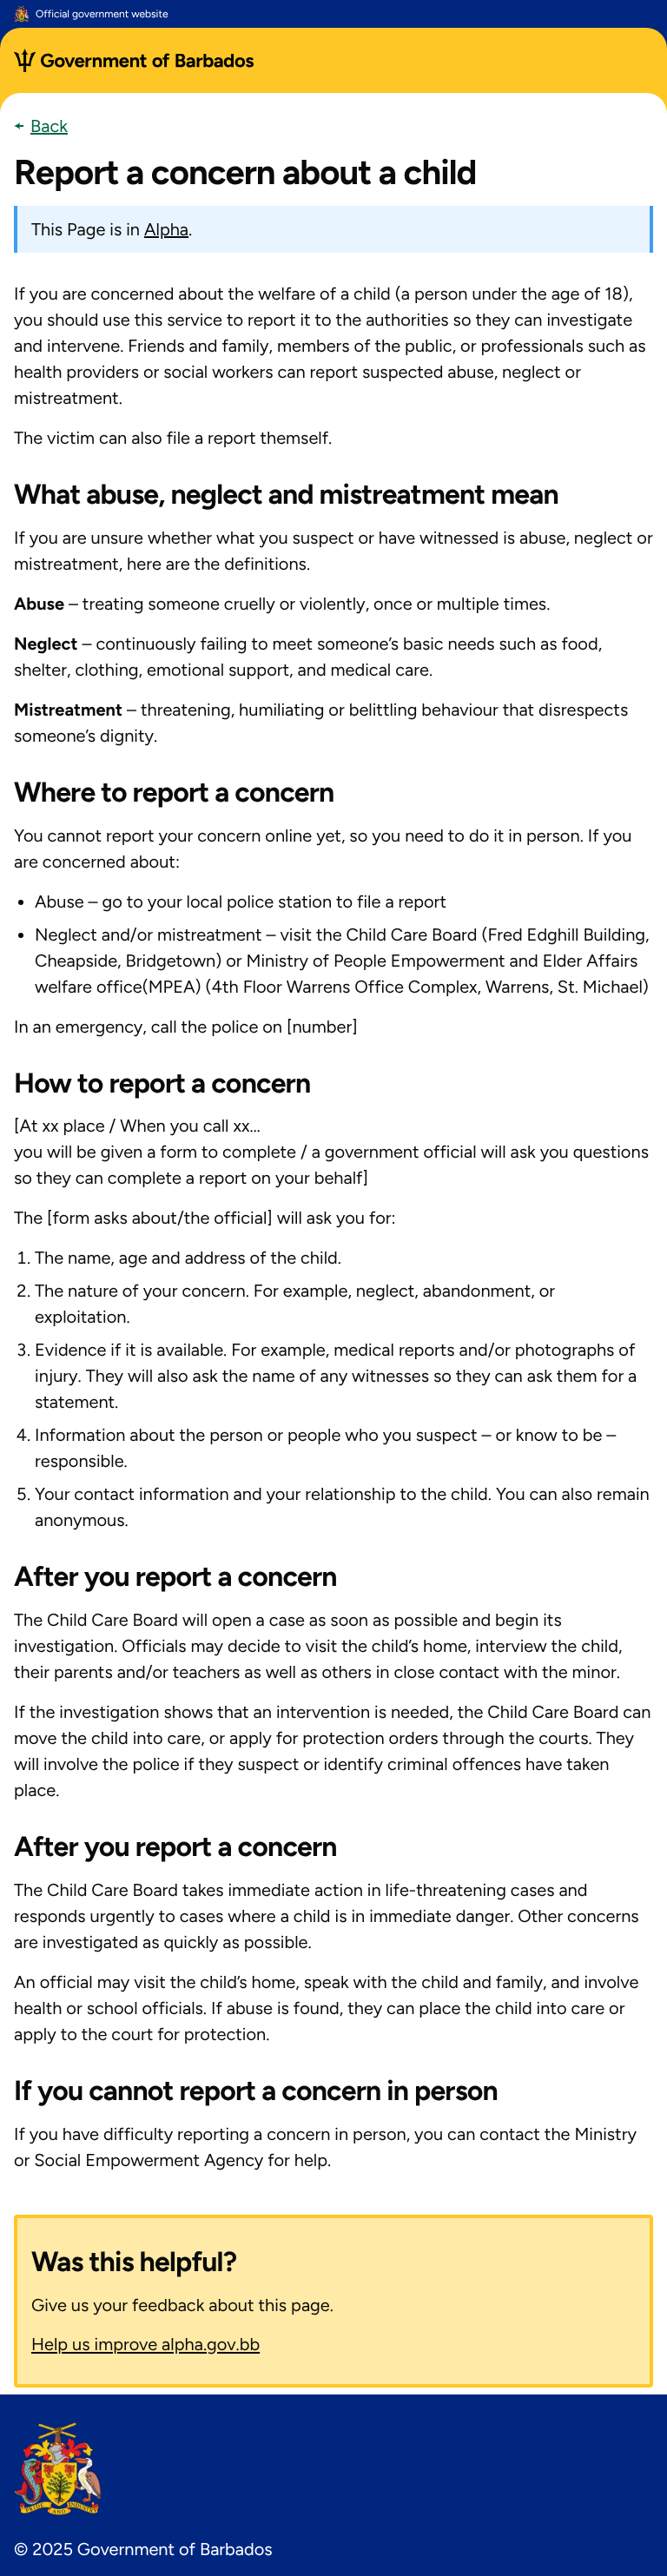 Official government website
Government of Barbados
Back
Report a concern about a child
This Page is in Alpha.
If you are concerned about the welfare of a child (a person under the age of 18),
you should use this service to report it to the authorities so they can investigate
and intervene. Friends and family, members of the public, or professionals such as
health providers or social workers can report suspected abuse, neglect or
mistreatment.
The victim can also file a report themself.
What abuse, neglect and mistreatment mean
If you are unsure whether what you suspect or have witnessed is abuse, neglect or
mistreatment, here are the definitions.
Abuse – treating someone cruelly or violently, once or multiple times.
Neglect – continuously failing to meet someone’s basic needs such as food,
shelter, clothing, emotional support, and medical care.
Mistreatment – threatening, humiliating or belittling behaviour that disrespects
someone’s dignity.
Where to report a concern
You cannot report your concern online yet, so you need to do it in person. If you
are concerned about:
• Abuse – go to your local police station to file a report
• Neglect and/or mistreatment – visit the Child Care Board (Fred Edghill Building,
Cheapside, Bridgetown) or Ministry of People Empowerment and Elder Affairs
welfare office(MPEA) (4th Floor Warrens Office Complex, Warrens, St. Michael)
In an emergency, call the police on [number]
How to report a concern
[At xx place / When you call xx…
you will be given a form to complete / a government official will ask you questions
so they can complete a report on your behalf]
The [form asks about/the official] will ask you for:
1. The name, age and address of the child.
2. The nature of your concern. For example, neglect, abandonment, or
exploitation.
3. Evidence if it is available. For example, medical reports and/or photographs of
injury. They will also ask the name of any witnesses so they can ask them for a
statement.
4. Information about the person or people who you suspect – or know to be –
responsible.
5. Your contact information and your relationship to the child. You can also remain
anonymous.
After you report a concern
The Child Care Board will open a case as soon as possible and begin its
investigation. Officials may decide to visit the child’s home, interview the child,
their parents and/or teachers as well as others in close contact with the minor.
If the investigation shows that an intervention is needed, the Child Care Board can
move the child into care, or apply for protection orders through the courts. They
will involve the police if they suspect or identify criminal offences have taken
place.
After you report a concern
The Child Care Board takes immediate action in life-threatening cases and
responds urgently to cases where a child is in immediate danger. Other concerns
are investigated as quickly as possible.
An official may visit the child’s home, speak with the child and family, and involve
health or school officials. If abuse is found, they can place the child into care or
apply to the court for protection.
If you cannot report a concern in person
If you have difficulty reporting a concern in person, you can contact the Ministry
or Social Empowerment Agency for help.
Was this helpful?
Give us your feedback about this page.
Help us improve alpha.gov.bb
PRIDE AND INDUSTRY
© 2025 Government of Barbados